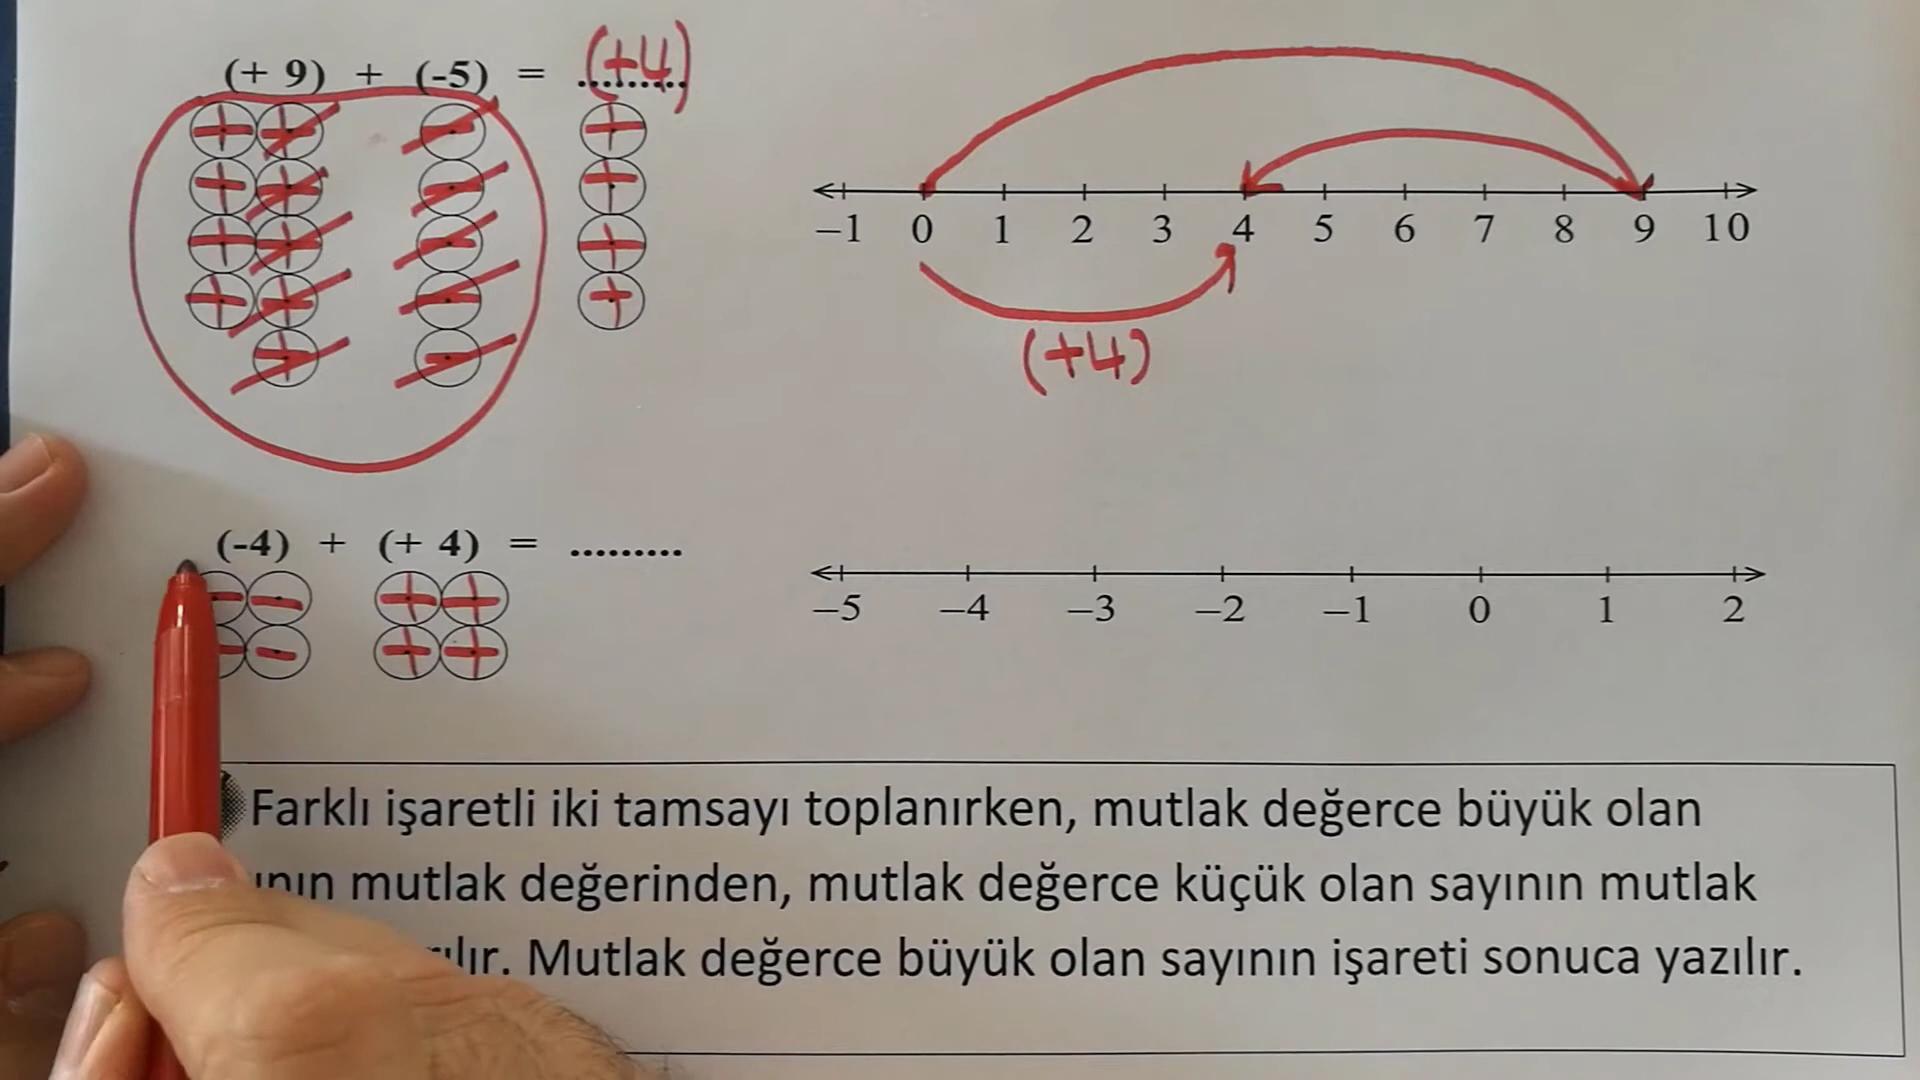 (+ 9) + (-5) = (+4)
−1 0 1 2 3 4 5 6 7 8 9 10
(+4)
(-4) + (+ 4) = .........
−5 −4 −3 −2 −1 0 1 2
Farklı işaretli iki tamsayı toplanırken, mutlak değerce büyük olan
mutlak değerinden, mutlak değerce küçük olan sayının mutlak
Mutlak değerce büyük olan sayının işareti sonuca yazılır.